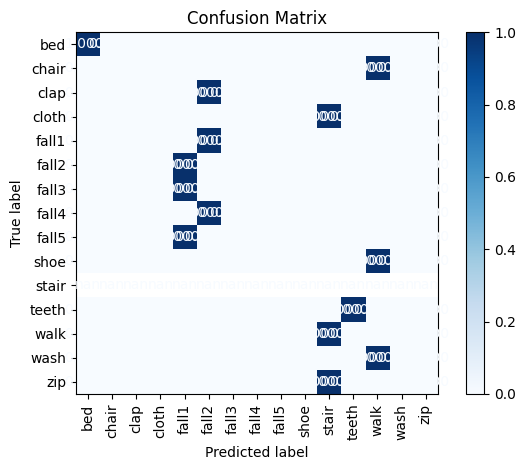 Confusion Matrix
bed
chair
clap
cloth
fall1
fall2
fall3
fall4
fall5
shoe
stair
teeth
walk
wash
zip
True label
bed
chair
clap
cloth
fall1
fall2
fall3
fall4
fall5
shoe
stair
teeth
walk
wash
zip
Predicted label
1.0
0.8
0.6
0.4
0.2
0.0